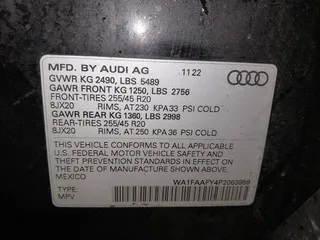 MFD. BY AUDI AG 11 22
GVWR KG 2490, LBS 5489
GAWR FRONT KG 1250, LBS 2756
FRONT-TIRES 255/45 R20
8JX20 RIMS, AT 230 KPA 33 PSI COLD
GAWR REAR KG 1360, LBS 2998
REAR-TIRES 255/45 R20
8JX20 RIMS, AT 250 KPA 36 PSI COLD
THIS VEHICLE CONFORMS TO ALL APPLICABLE
U.S. FEDERAL MOTOR VEHICLE SAFETY AND
THEFT PREVENTION STANDARDS IN EFFECT ON
THE DATE OF MANUFACTURE SHOWN ABOVE.
MEXICO
WA1FAAFY4P2063958
TYPE:
MPV